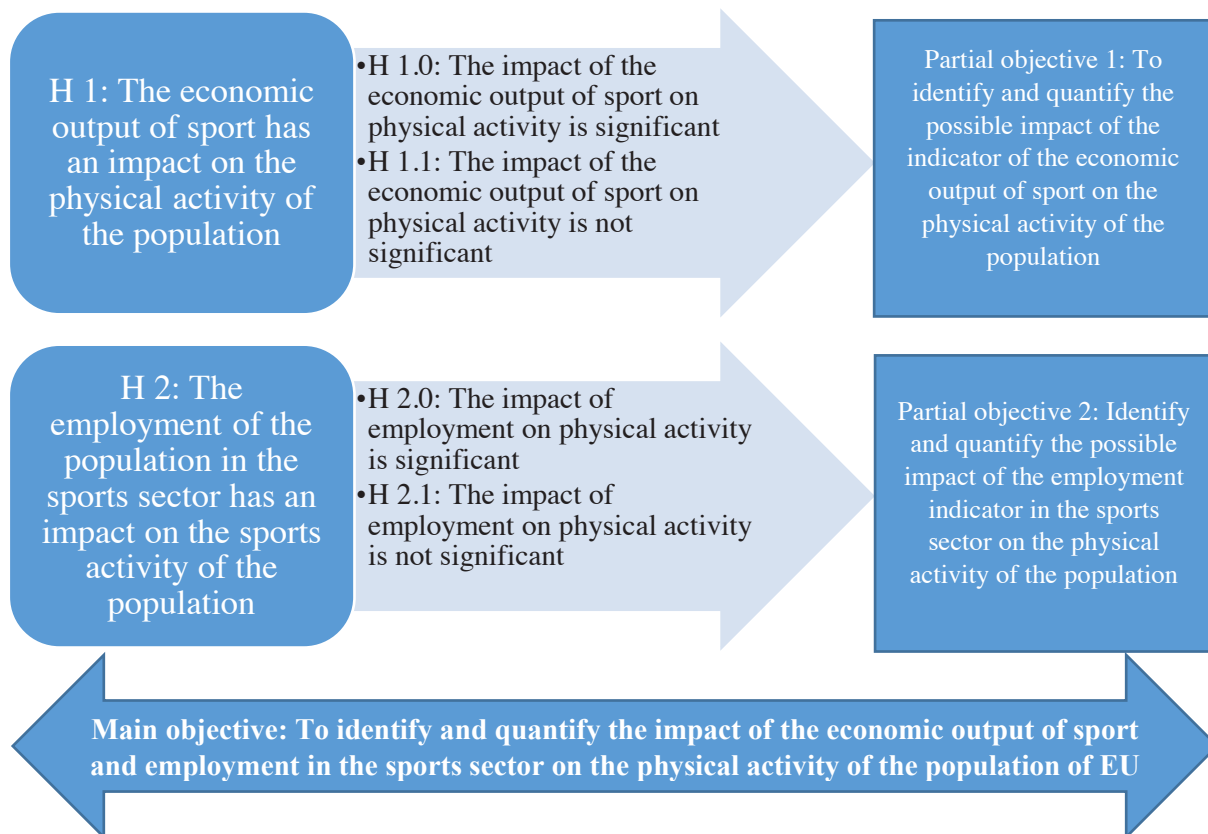 H 1: The economic
output of sport has
an impact on the
physical activity of
the population
•H 1.0: The impact of the
economic output of sport on
physical activity is significant
•H 1.1: The impact of the
economic output of sport on
physical activity is not
significant
Partial objective 1: To
identify and quantify the
possible impact of the
indicator of the economic
output of sport on the
physical activity of the
population
H 2: The
employment of the
population in the
sports sector has an
impact on the sports
activity of the
population
•H 2.0: The impact of
employment on physical activity
is significant
•H 2.1: The impact of
employment on physical activity
is not significant
Partial objective 2: Identify
and quantify the possible
impact of the employment
indicator in the sports
sector on the physical
activity of the population
Main objective: To identify and quantify the impact of the economic output of sport
and employment in the sports sector on the physical activity of the population of EU